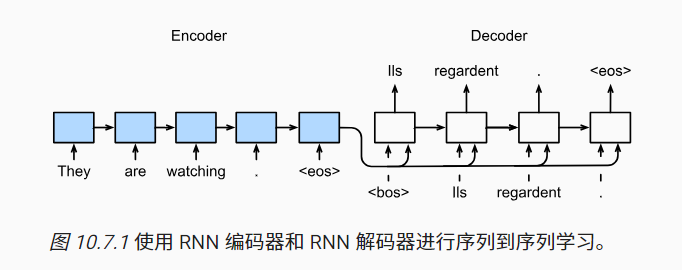 Encoder
Decoder
Ils regardent . <eos>
They are watching . <eos>
<bos> Ils regardent .
图 10.7.1 使用 RNN 编码器和 RNN 解码器进行序列到序列学习。